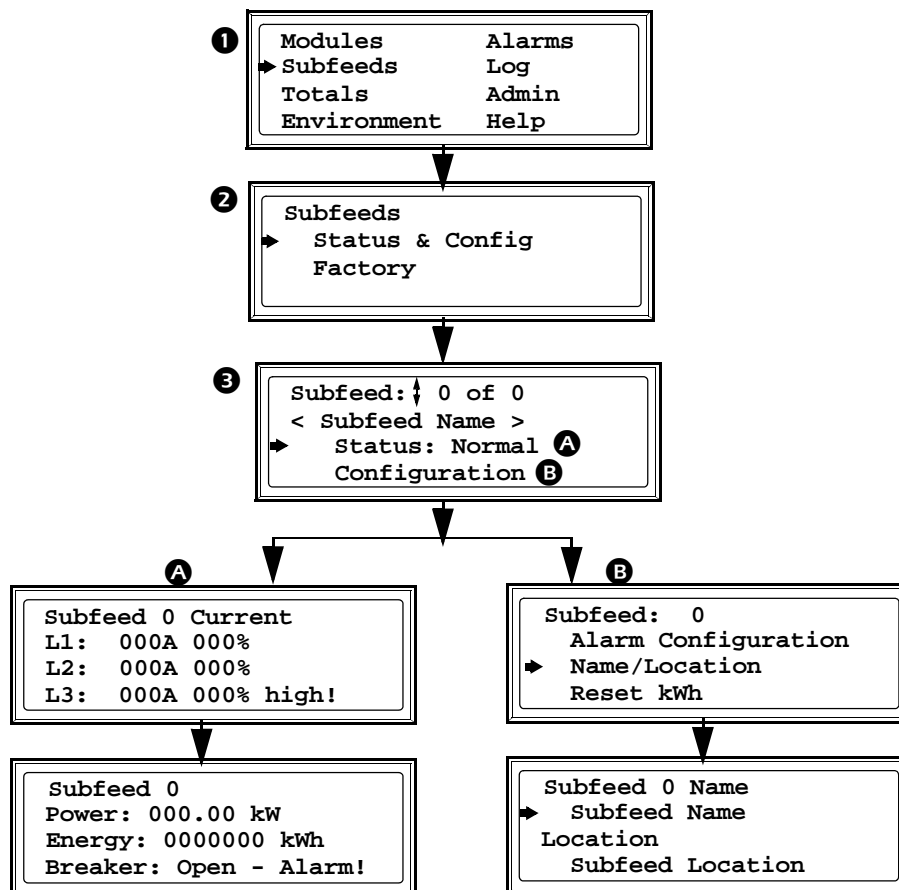 1
Modules Alarms
Subfeeds Log
Totals Admin
Environment Help
2
Subfeeds
Status & Config
Factory
3
Subfeed: 0 of 0
< Subfeed Name >
Status: Normal A
Configuration B
A
Subfeed 0 Current
L1: 000A 000%
L2: 000A 000%
L3: 000A 000% high!
Subfeed 0
Power: 000.00 kW
Energy: 0000000 kWh
Breaker: Open - Alarm!
B
Subfeed: 0
Alarm Configuration
Name/Location
Reset kWh
Subfeed 0 Name
Subfeed Name
Location
Subfeed Location